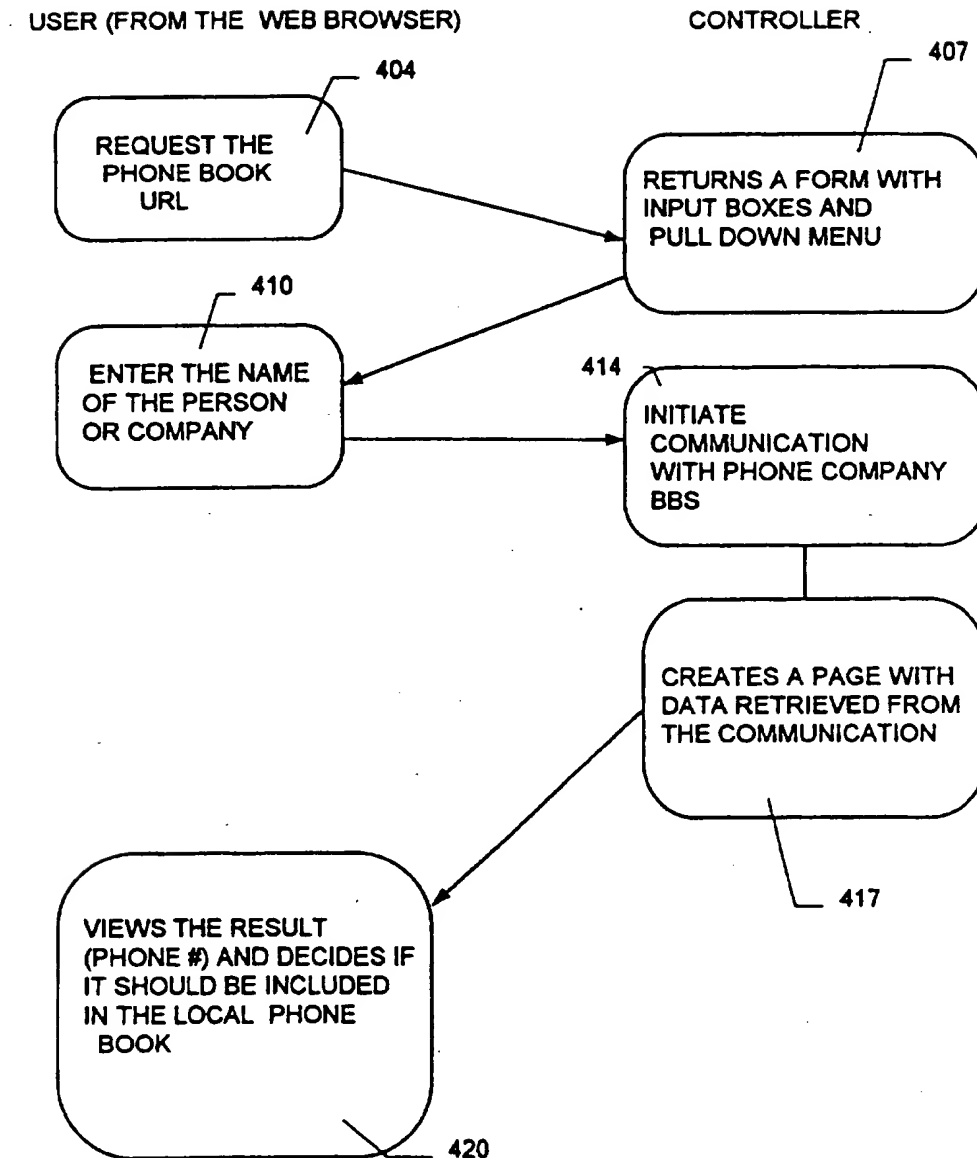 USER (FROM THE WEB BROWSER)
CONTROLLER
404
407
REQUEST THE
PHONE BOOK
URL
RETURNS A FORM WITH
INPUT BOXES AND
PULL DOWN MENU
410
ENTER THE NAME
OF THE PERSON
OR COMPANY
414
INITIATE
COMMUNICATION
WITH PHONE COMPANY
BBS
CREATES A PAGE WITH
DATA RETRIEVED FROM
THE COMMUNICATION
417
VIEWS THE RESULT
(PHONE #) AND DECIDES IF
IT SHOULD BE INCLUDED
IN THE LOCAL PHONE
BOOK
420